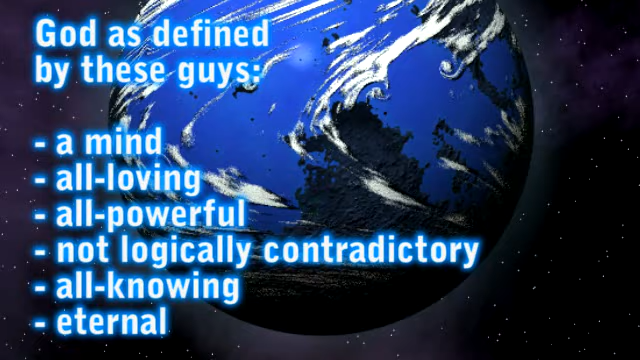 God as defined
by these guys:
- a mind
- all-loving
- all-powerful
- not logically contradictory
- all-knowing
- eternal